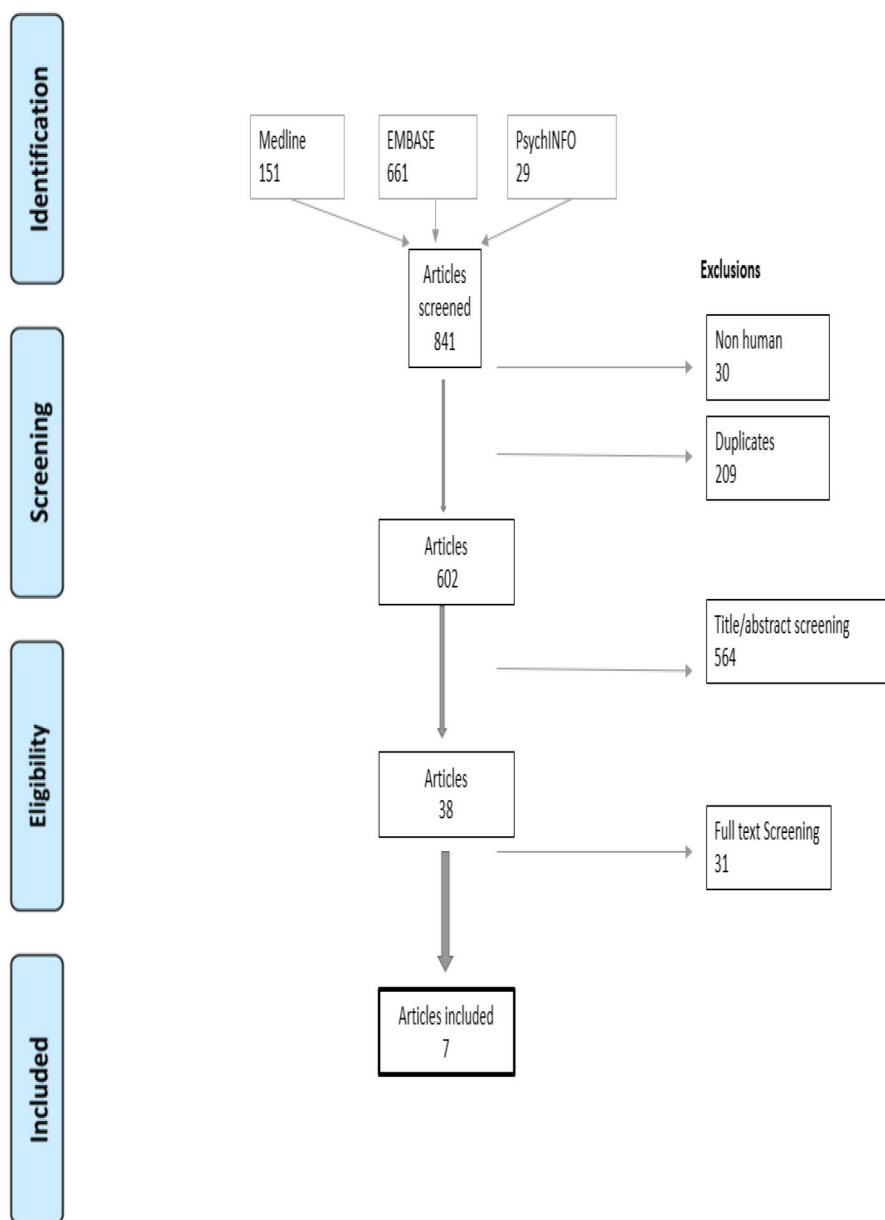 Identification
Medline
151
EMBASE
661
PsychINFO
29
Articles
screened
841
Exclusions
Non human
30
Duplicates
209
Screening
Articles
602
Title/abstract screening
564
Eligibility
Articles
38
Full text Screening
31
Included
Articles included
7